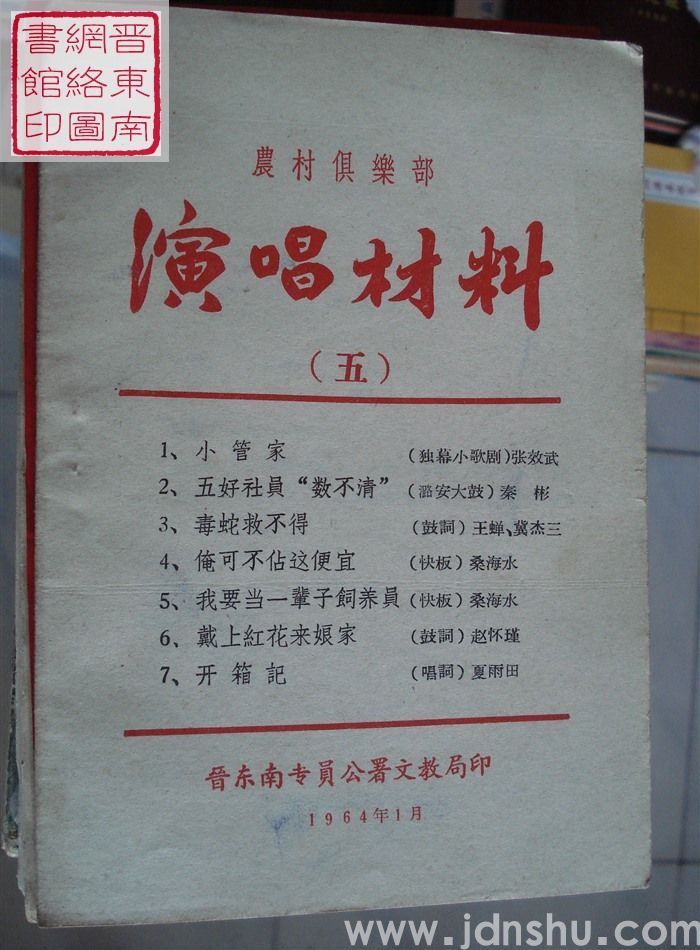 晋東南
網絡圖
書館印
農村俱樂部
演唱材料
（五）
1、小管家 （独幕小歌剧）张效武
2、五好社員“数不清” （潞安大鼓）秦彬
3、毒蛇救不得 （鼓詞）王蝉、冀杰三
4、俺可不佔这便宜 （快板）桑海水
5、我要当一輩子飼养員 （快板）桑海水
6、戴上紅花来娘家 （鼓詞）赵怀瑾
7、开箱記 （唱詞）夏雨田
晉东南专員公署文教局印
1964年1月
www.jdnshu.com